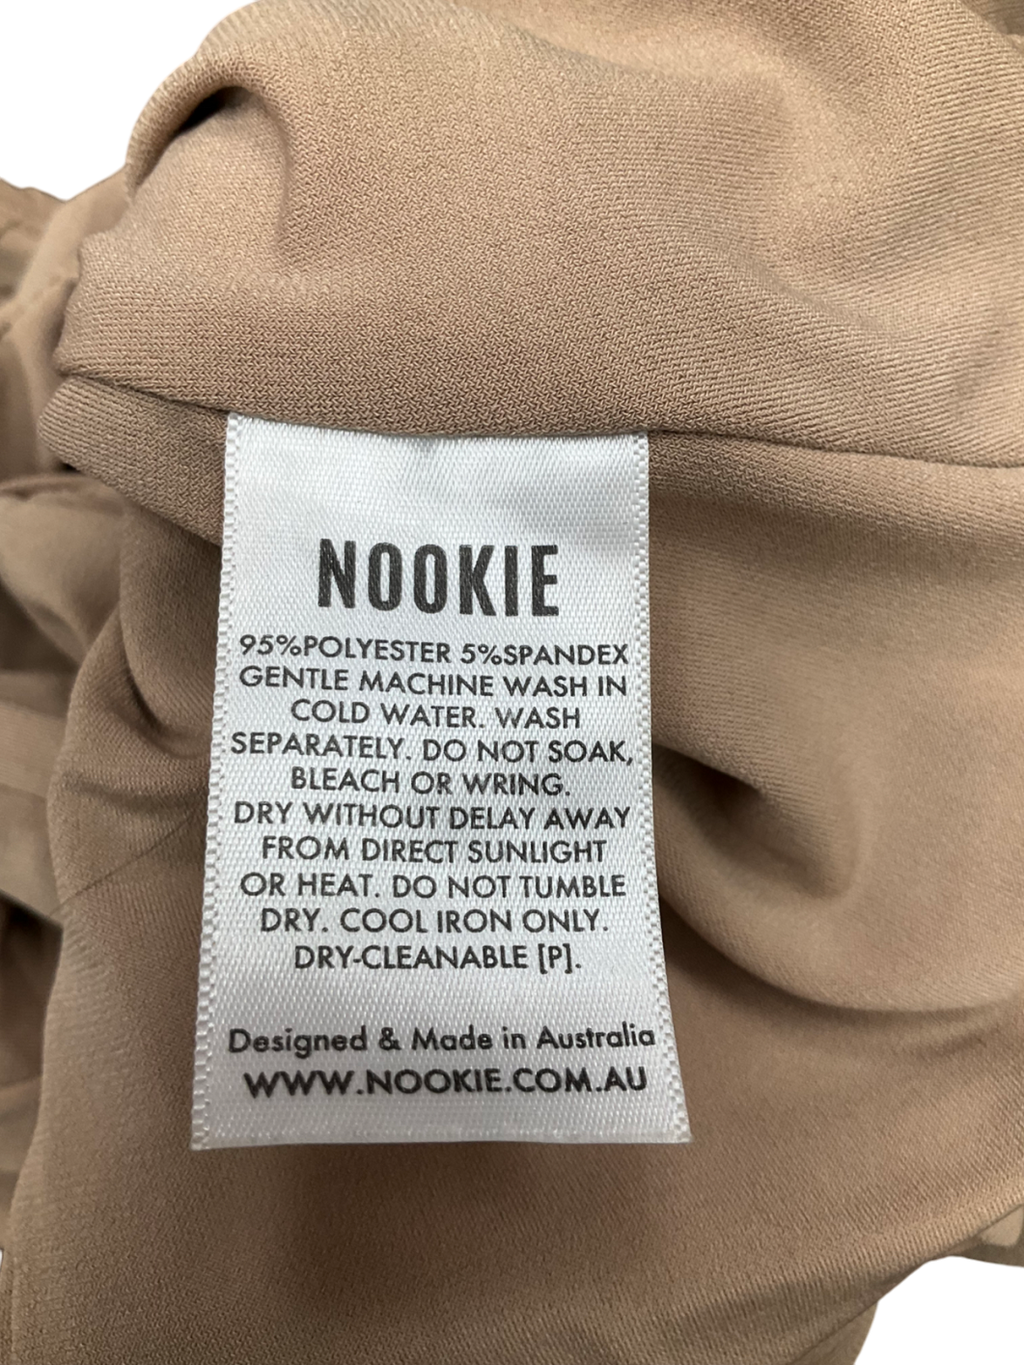 NOOKIE
95%POLYESTER 5%SPANDEX
GENTLE MACHINE WASH IN
COLD WATER. WASH
SEPARATELY. DO NOT SOAK,
BLEACH OR WRING.
DRY WITHOUT DELAY AWAY
FROM DIRECT SUNLIGHT
OR HEAT. DO NOT TUMBLE
DRY. COOL IRON ONLY.
DRY-CLEANABLE [P].
Designed & Made in Australia
WWW.NOOKIE.COM.AU